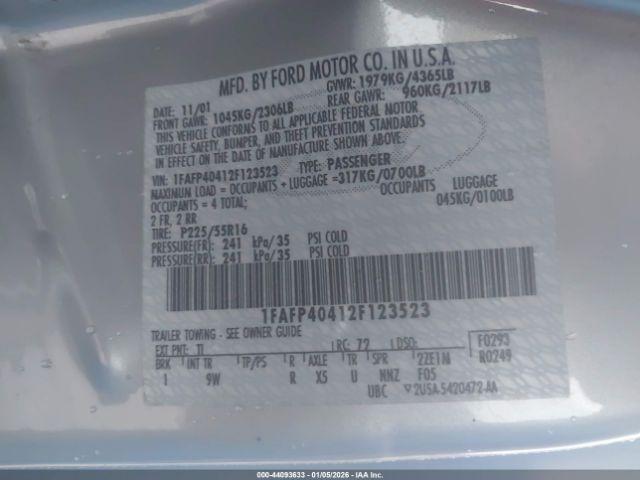 MFD. BY FORD MOTOR CO. IN U.S.A.
DATE: 11/01 GVWR: 1979KG/4365LB
FRONT GAWR: 1045KG/2306LB REAR GAWR: 960KG/2117LB
THIS VEHICLE CONFORMS TO ALL APPLICABLE FEDERAL MOTOR
VEHICLE SAFETY, BUMPER, AND THEFT PREVENTION STANDARDS
IN EFFECT ON THE DATE OF MANUFACTURE SHOWN ABOVE.
VIN: 1FAFP40412F123523 TYPE: PASSENGER
MAXIMUM LOAD = OCCUPANTS + LUGGAGE =317KG/0700LB
OCCUPANTS = 4 TOTAL; OCCUPANTS LUGGAGE
2 FR, 2 RR 045KG/0100LB
TIRE: P225/55R16
PRESSURE(FR): 241 kPa/35 PSI COLD
PRESSURE(RR): 241 kPa/35 PSI COLD
1FAFP40412F123523
TRAILER TOWING - SEE OWNER GUIDE
EXT PNT: TI RC: 72 DSO: F0293
BRK INT TR TP/PS R AXLE TR SPR 2ZE1M R0249
1 9W R X5 U NNZ F05
UBC 2U5A-5420472-AA
000-44093633 - 01/05/2026 - IAAI, Inc.